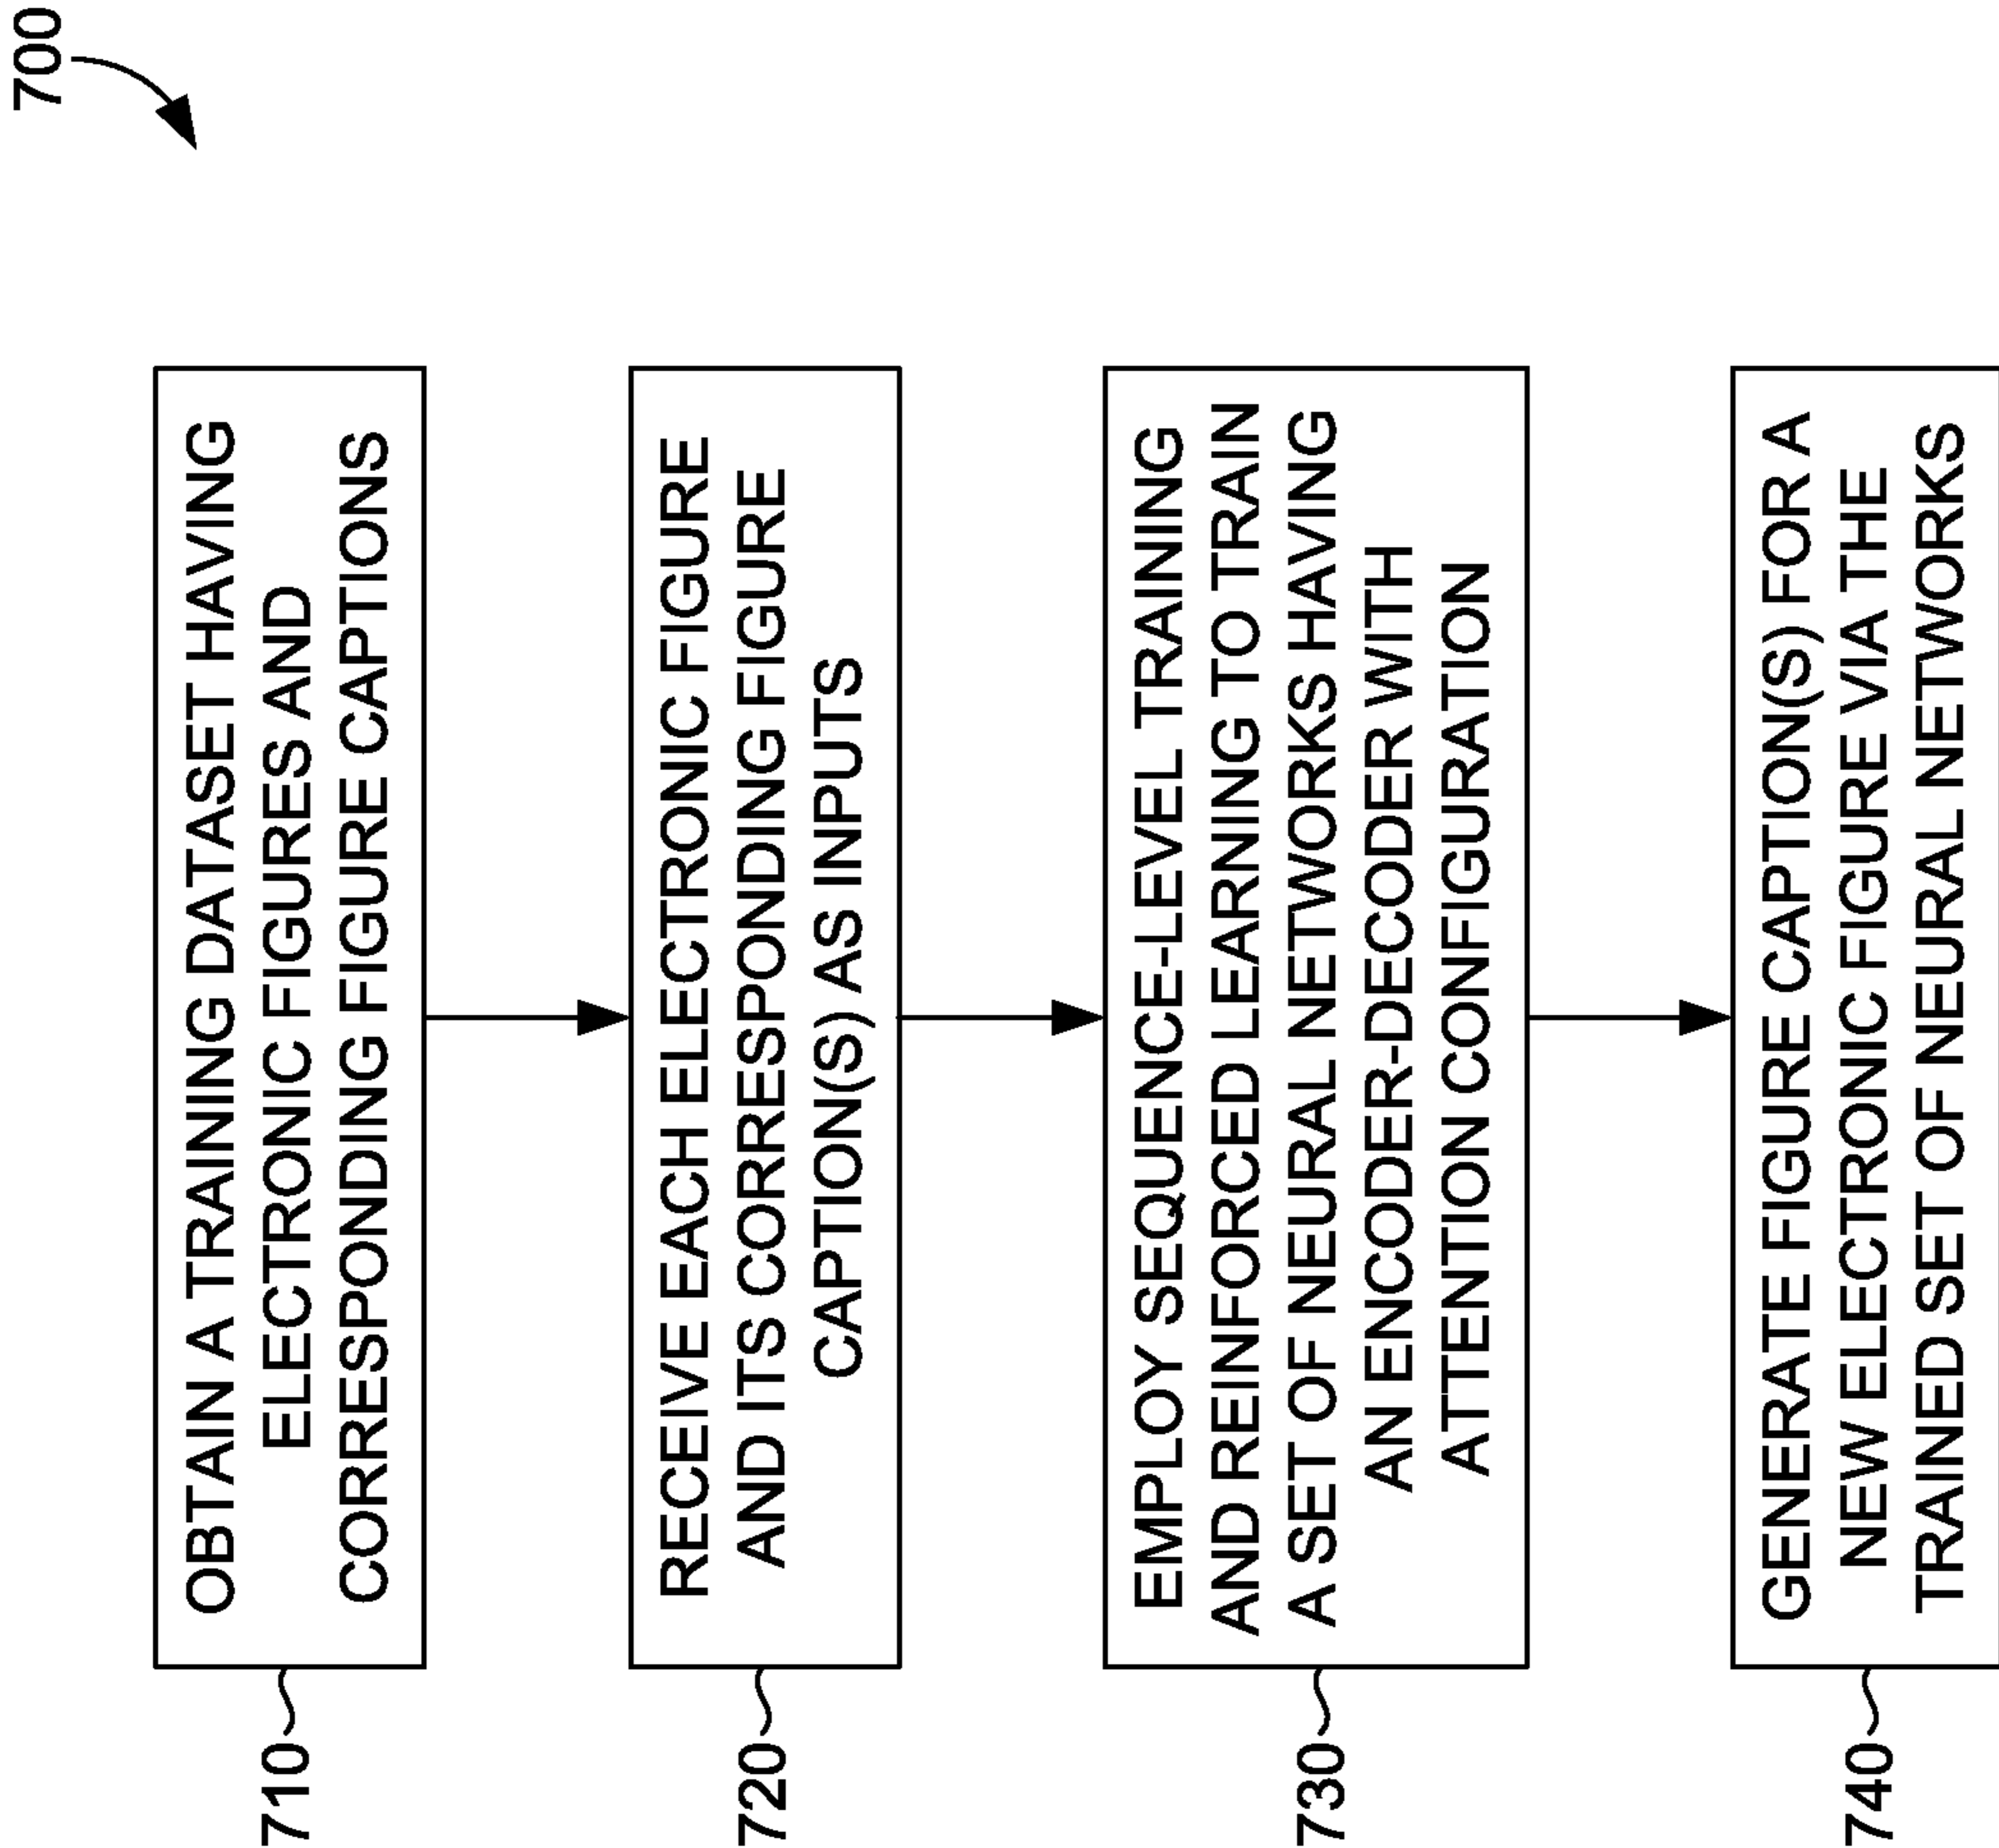 700
710
OBTAIN A TRAINING DATASET HAVING
ELECTRONIC FIGURES AND
CORRESPONDING FIGURE CAPTIONS
720
RECEIVE EACH ELECTRONIC FIGURE
AND ITS CORRESPONDING FIGURE
CAPTION(S) AS INPUTS
730
EMPLOY SEQUENCE-LEVEL TRAINING
AND REINFORCED LEARNING TO TRAIN
A SET OF NEURAL NETWORKS HAVING
AN ENCODER-DECODER WITH
ATTENTION CONFIGURATION
740
GENERATE FIGURE CAPTION(S) FOR A
NEW ELECTRONIC FIGURE VIA THE
TRAINED SET OF NEURAL NETWORKS